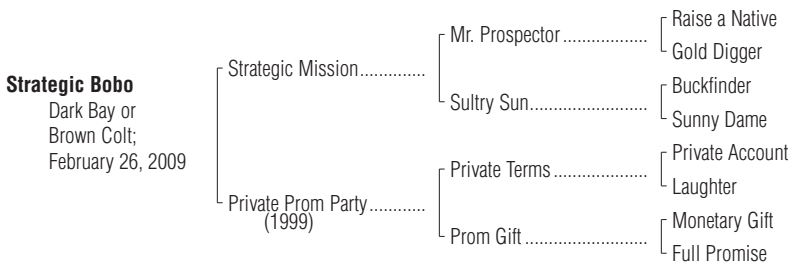 Strategic Bobo
Dark Bay or
Brown Colt;
February 26, 2009
Strategic Mission..............
Private Prom Party............
(1999)
Mr. Prospector..................
Sultry Sun.........................
Private Terms ....................
Prom Gift ..........................
Raise a Native
Gold Digger
Buckfinder
Sunny Dame
Private Account
Laughter
Monetary Gift
Full Promise